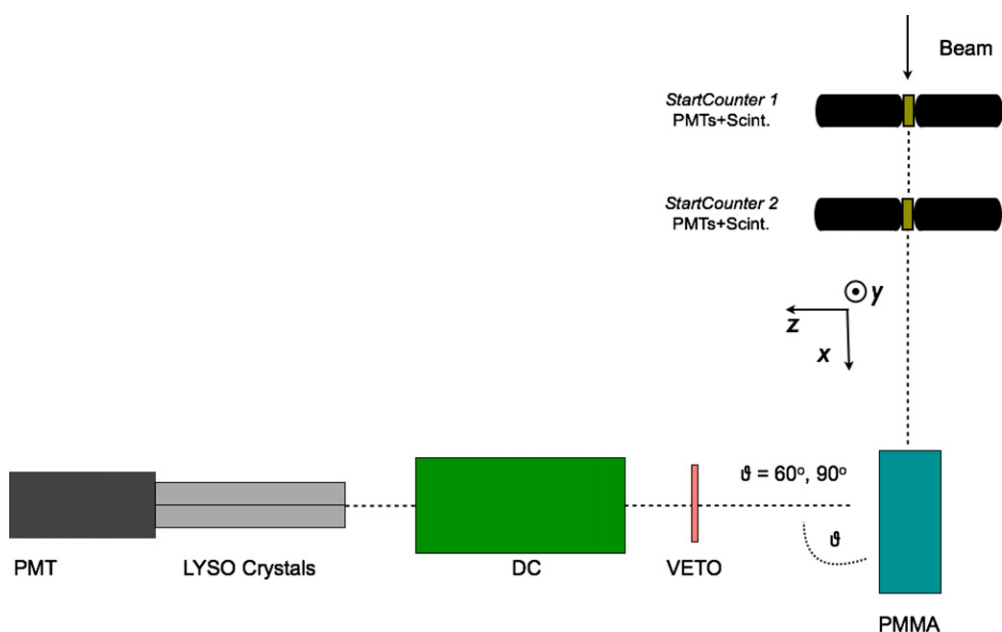 Beam
StartCounter 1
PMTs+Scint.
StartCounter 2
PMTs+Scint.
y
z
x
ϑ = 60°, 90°
ϑ
PMT
LYSO Crystals
DC
VETO
PMMA